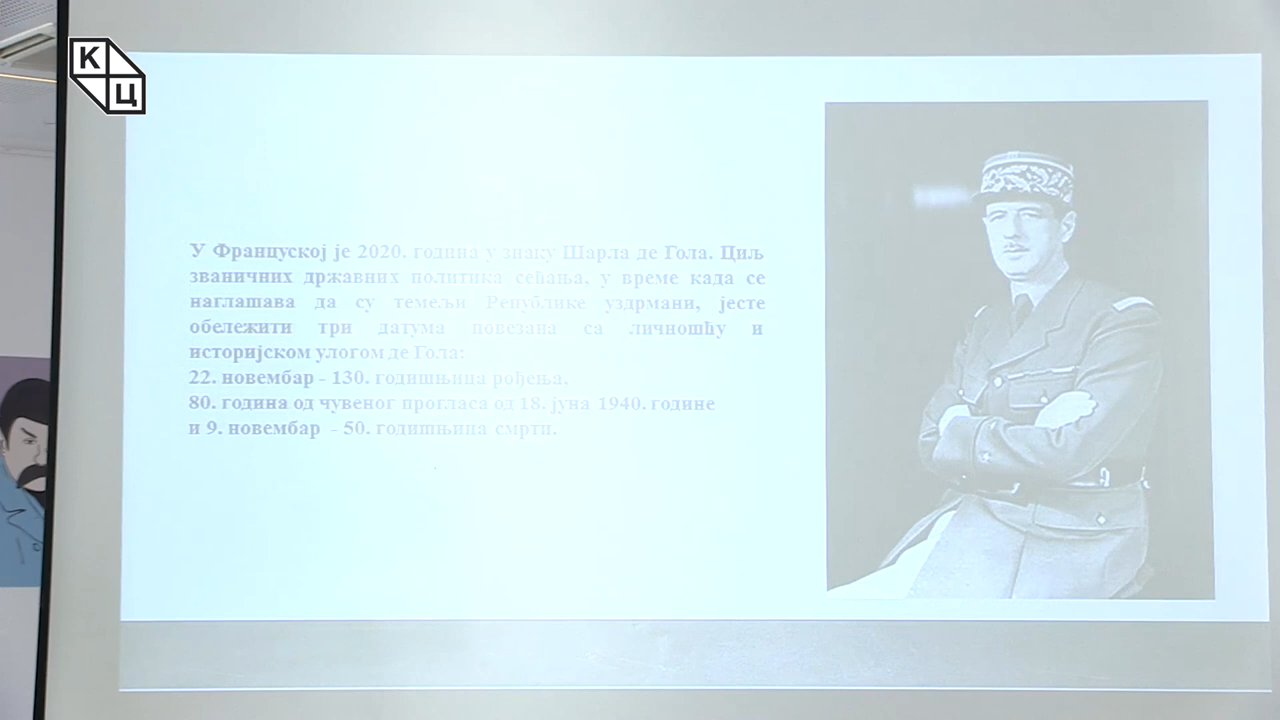 К
Ц
У Француској је 2020. година у знаку Шарла де Гола. Циљ
званичних државних политика сећања, у време када се
наглашава да су темељи Републике уздрмани, јесте
обележити три датума повезана са личношћу и
историјском улогом де Гола:
22. новембар - 130. годишњица рођења,
80. година од чувеног прогласа од 18. јуна 1940. године
и 9. новембар - 50. годишњица смрти.